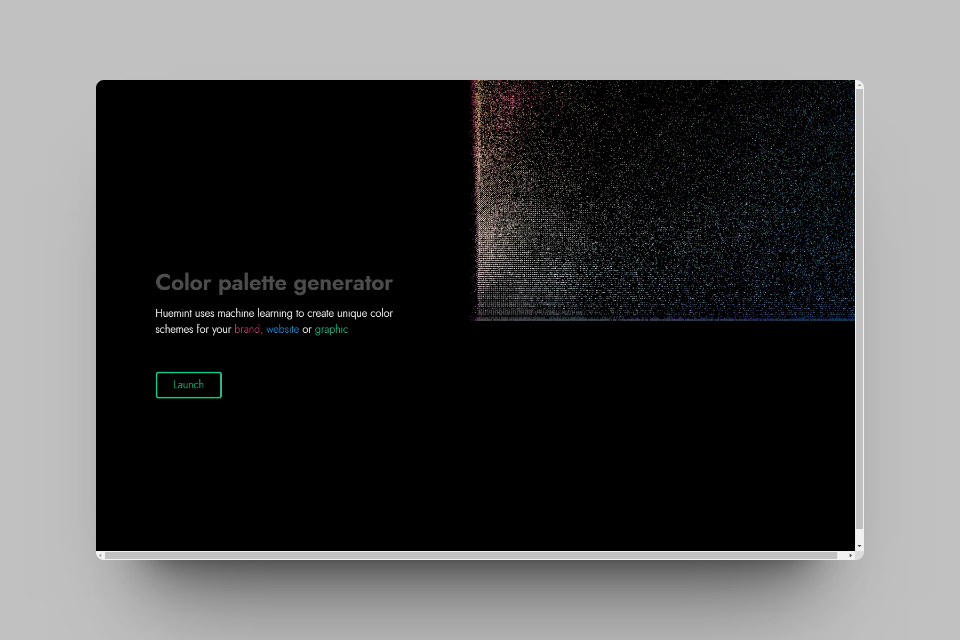 Color palette generator
Huemint uses machine learning to create unique color
schemes for your brand, website or graphic
Launch